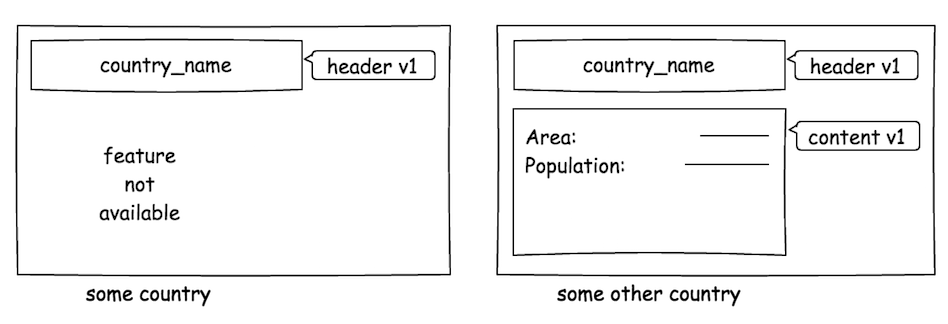 country_name
header v1
feature
not
available
some country
country_name
header v1
Area:
Population:
content v1
some other country